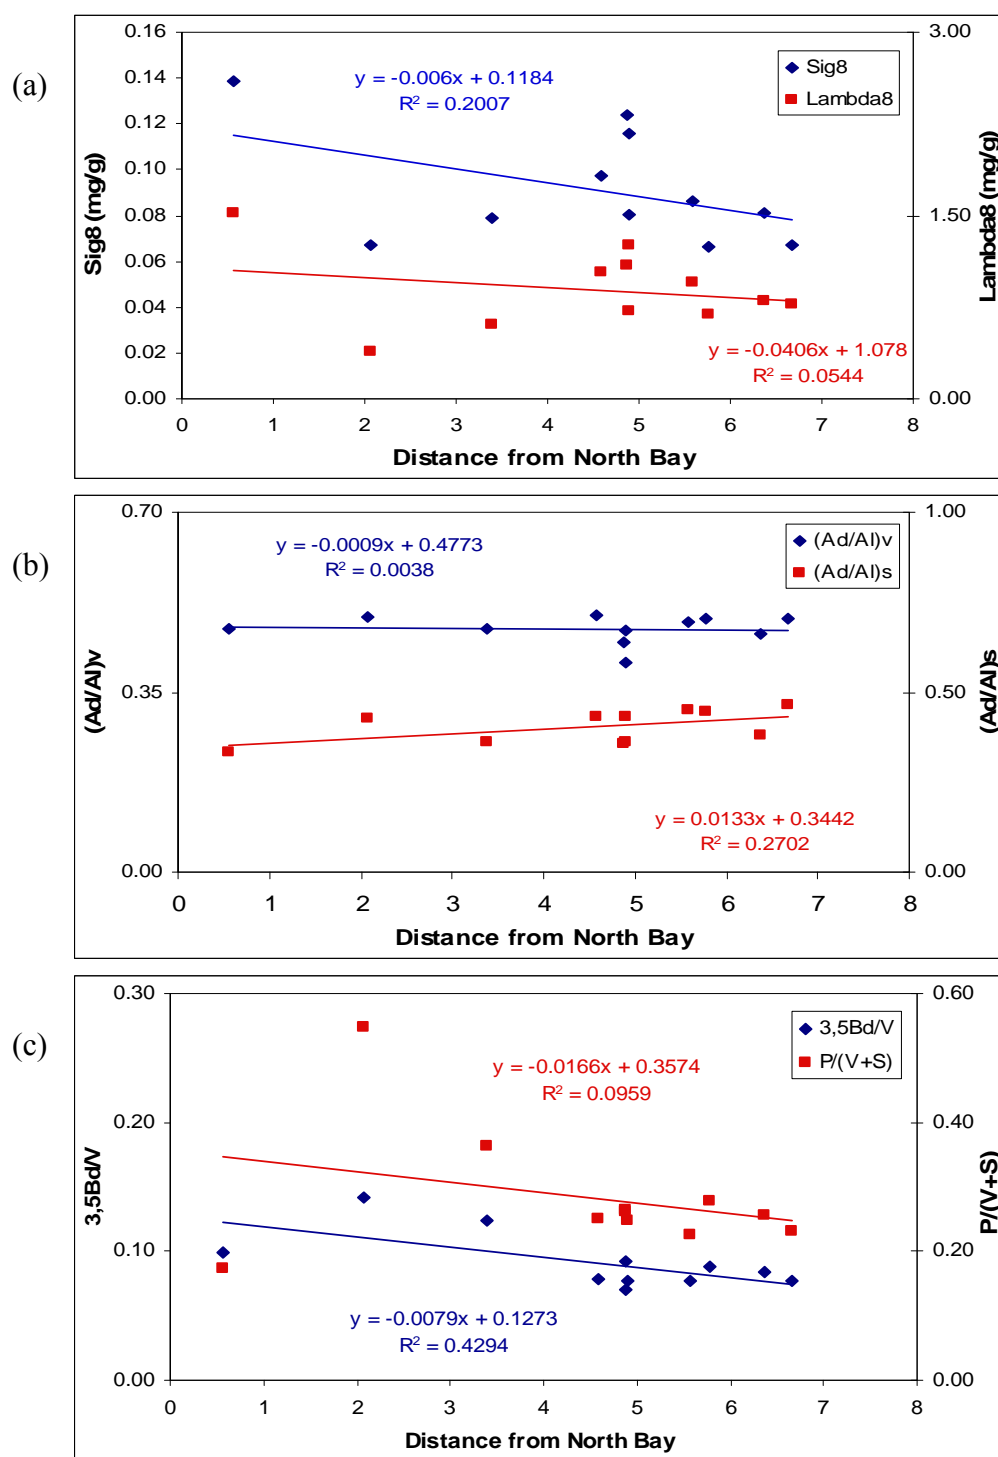 (a)
0.16
0.14
0.12
0.10
0.08
0.06
0.04
0.02
0.00
Sig8 (mg/g)
y = -0.006x + 0.1184
R² = 0.2007
Sig8
Lambda8
3.00
1.50
0.00
Lambda8 (mg/g)
y = -0.0406x + 1.078
R² = 0.0544
0 1 2 3 4 5 6 7 8
Distance from North Bay
(b)
0.70
0.35
0.00
(Ad/Al)v
y = -0.0009x + 0.4773
R² = 0.0038
(Ad/Al)v
(Ad/Al)s
1.00
0.50
0.00
(Ad/Al)s
y = 0.0133x + 0.3442
R² = 0.2702
0 1 2 3 4 5 6 7 8
Distance from North Bay
(c)
0.30
0.20
0.10
0.00
3,5Bd/V
3,5Bd/V
P/(V+S)
y = -0.0166x + 0.3574
R² = 0.0959
0.60
0.40
0.20
0.00
P/(V+S)
y = -0.0079x + 0.1273
R² = 0.4294
0 1 2 3 4 5 6 7 8
Distance from North Bay